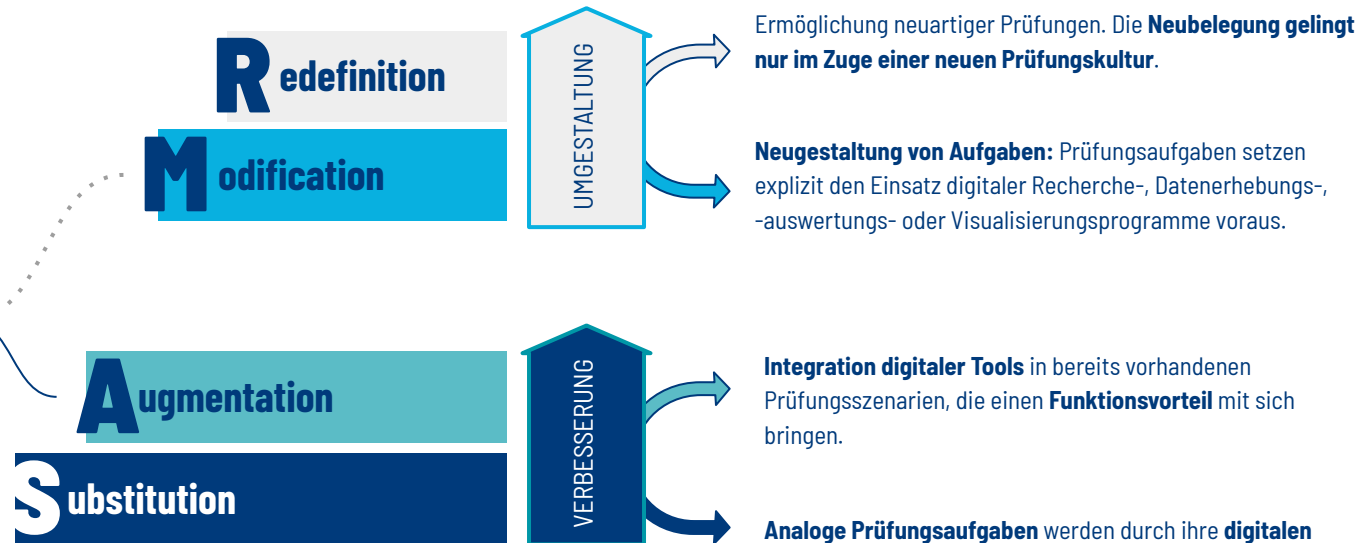 Redefinition
UMGESTALTUNG
Ermöglichung neuartiger Prüfungen. Die Neubelegung gelingt
nur im Zuge einer neuen Prüfungskultur.
Modification
Neugestaltung von Aufgaben: Prüfungsaufgaben setzen
explizit den Einsatz digitaler Recherche-, Datenerhebungs-,
-auswertungs- oder Visualisierungsprogramme voraus.
Augmentation
VERBESSERUNG
Integration digitaler Tools in bereits vorhandenen
Prüfungsszenarien, die einen Funktionsvorteil mit sich
bringen.
Substitution
Analoge Prüfungsaufgaben werden durch ihre digitalen